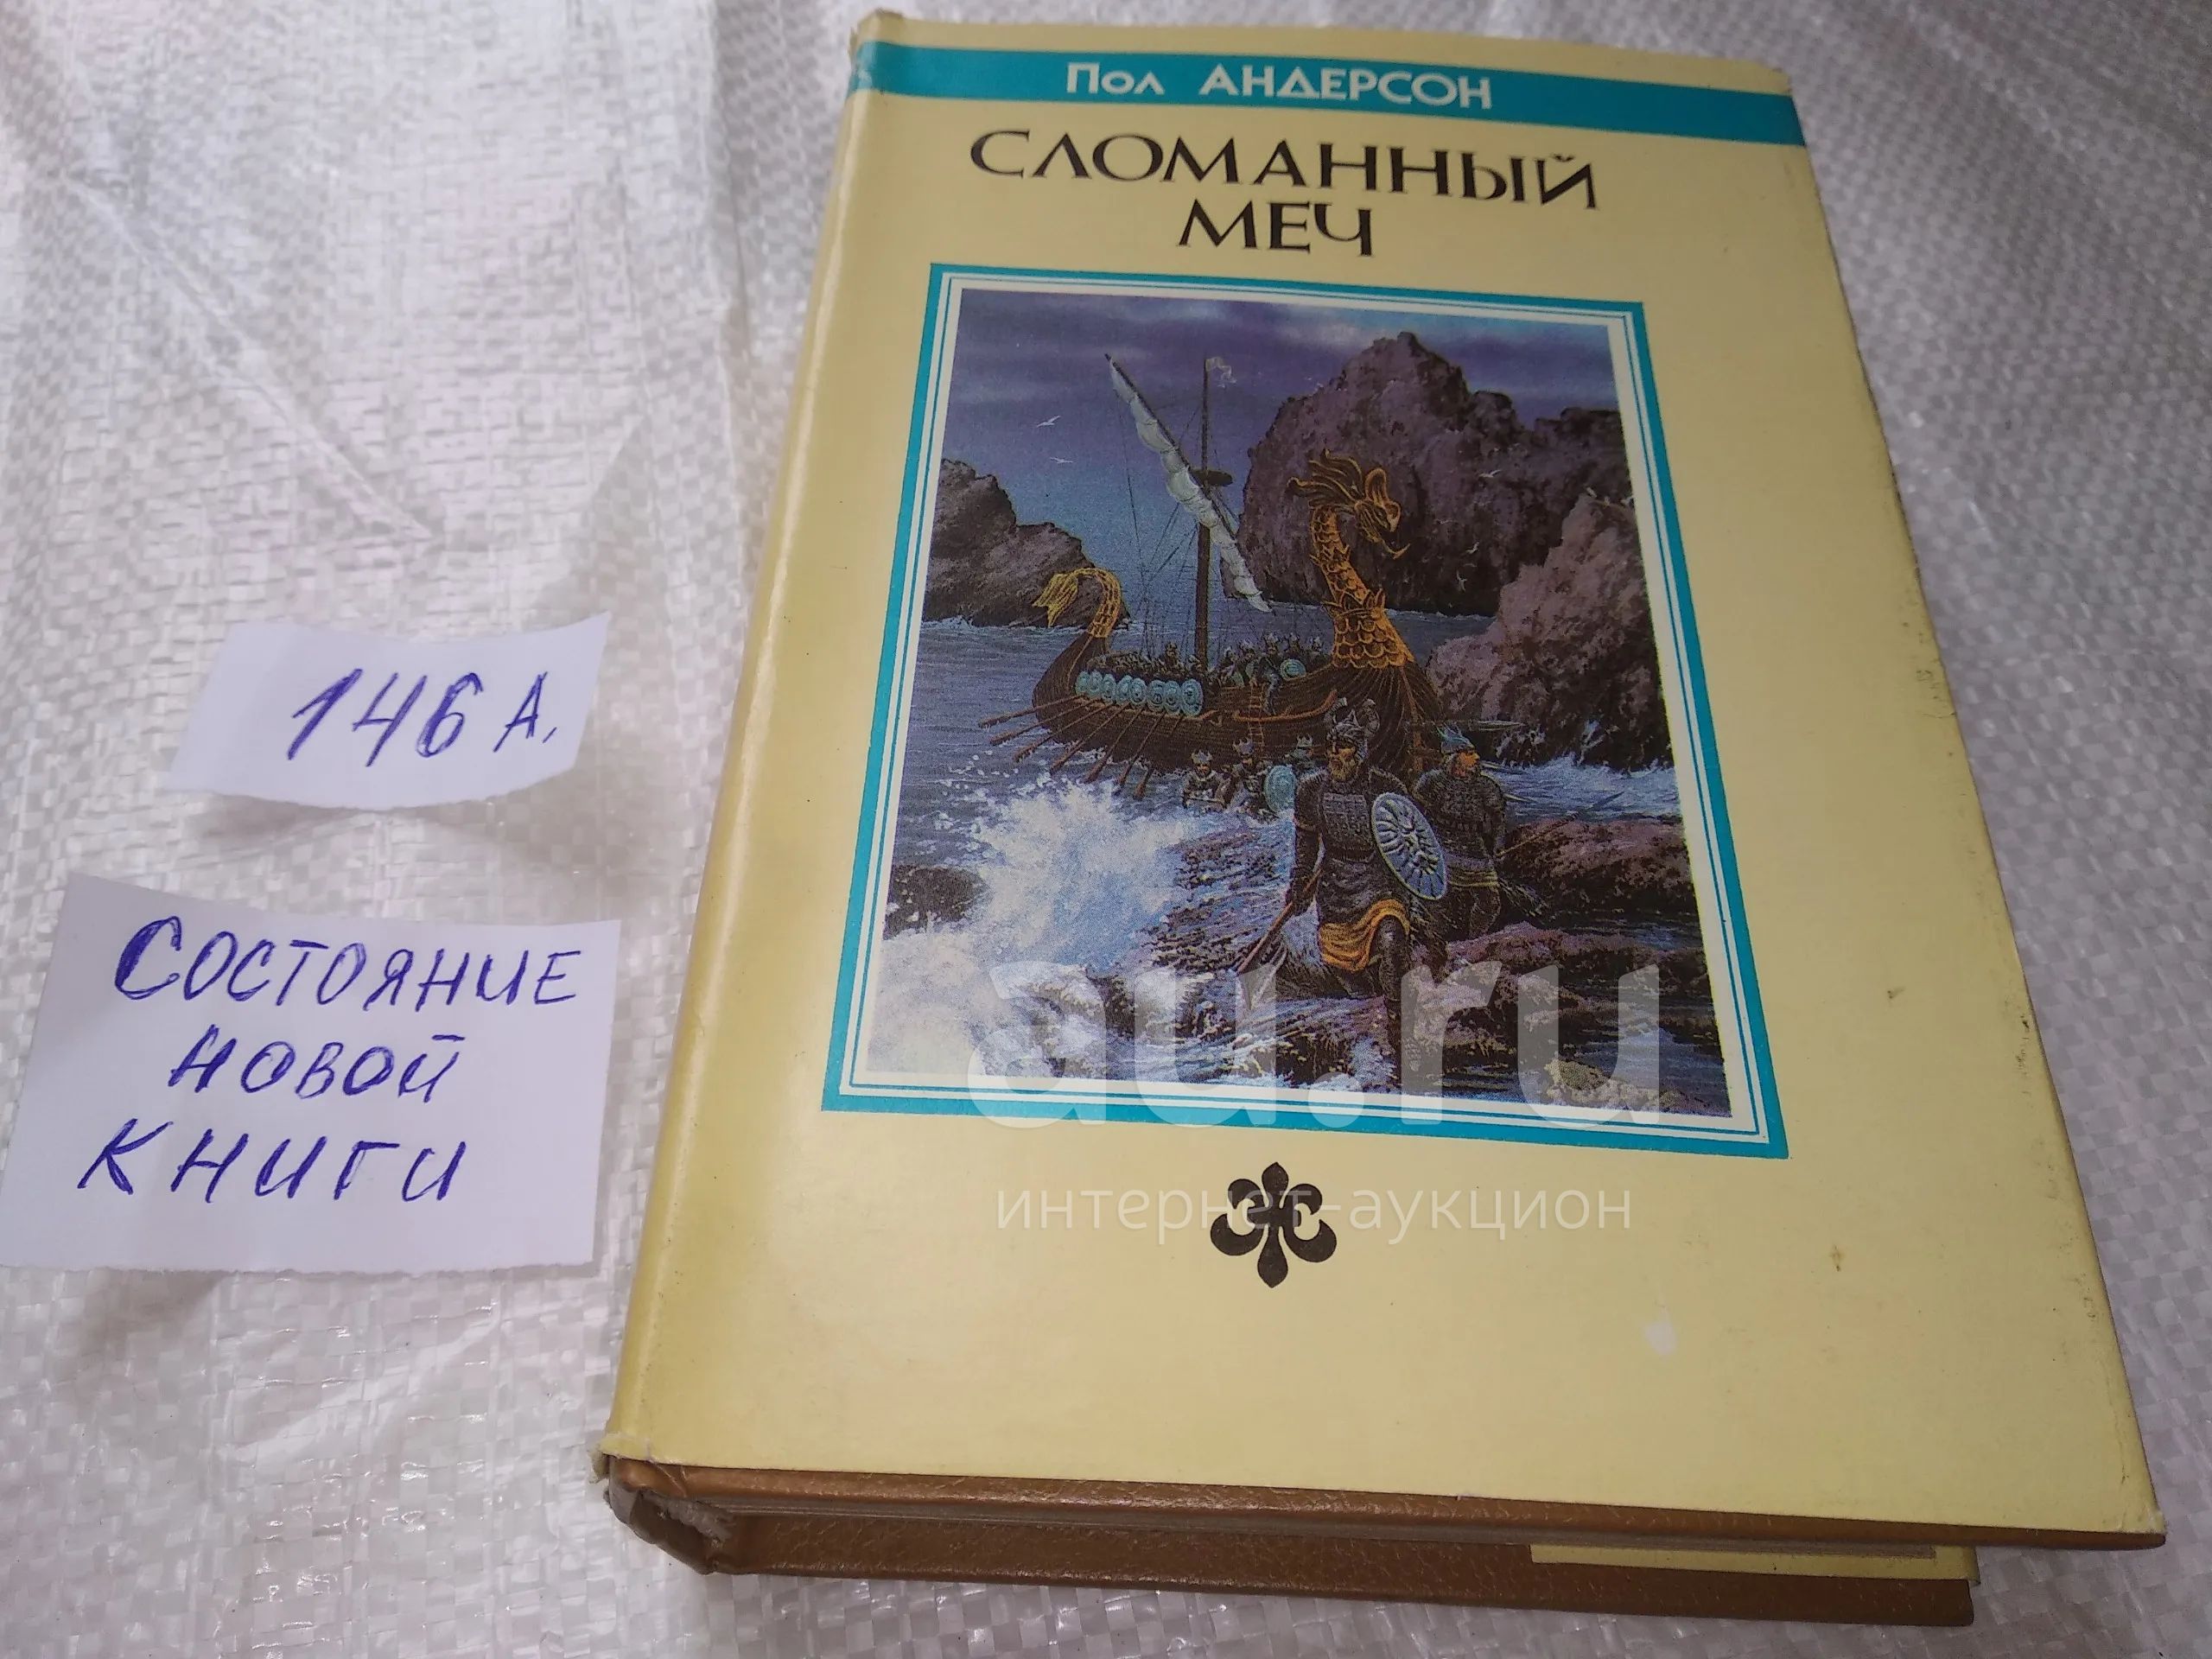 Пол АНДЕРСОН
СЛОМАННЫЙ
МЕЧ
146 А.
Состояние
новой
книги
au.ru
интернет-аукцион